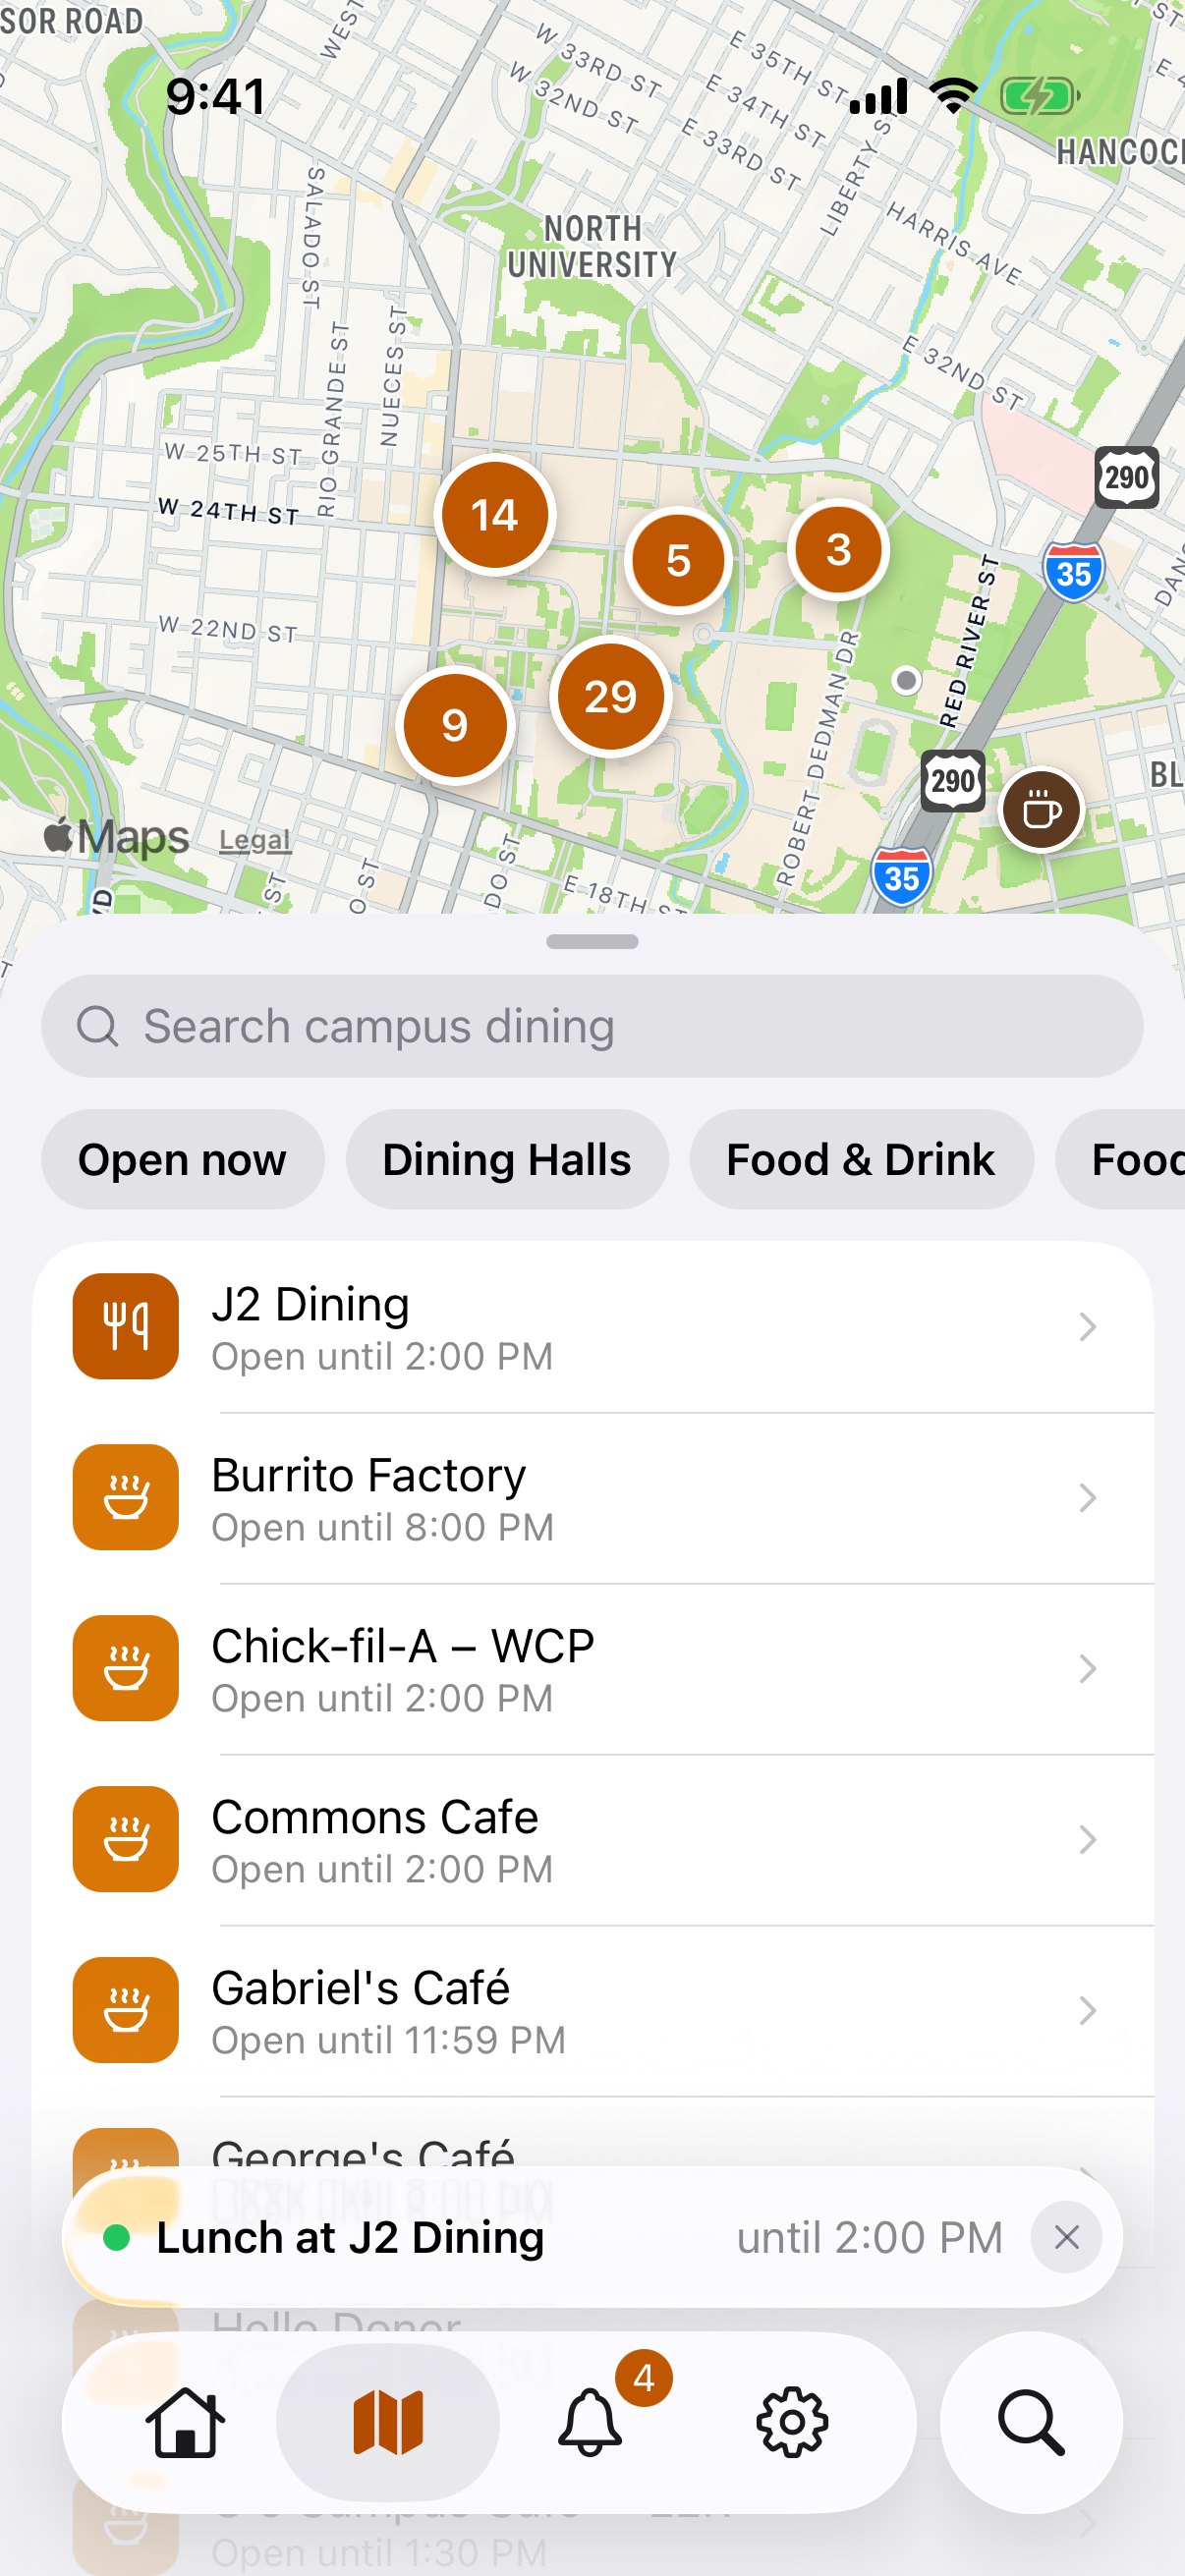 SOR ROAD
WEST
W 33RD ST
W 32ND ST
E 35TH ST
E 34TH ST
E 33RD ST
9:41
LIBERTY S
HANCOC
SALADO ST
NORTH
UNIVERSITY
HARRIS AVE
RIO GRANDE ST
NUECES ST
E 32ND ST
W 25TH ST
W 24TH ST
290
14
5
3
35
W 22ND ST
RED RIVER ST
ROBERT DEDMAN DR
29
9
290
BL
Maps
Legal
35
E 18TH ST
Search campus dining
Open now
Dining Halls
Food & Drink
Food
J2 Dining
Open until 2:00 PM
Burrito Factory
Open until 8:00 PM
Chick-fil-A – WCP
Open until 2:00 PM
Commons Cafe
Open until 2:00 PM
Gabriel's Café
Open until 11:59 PM
George's Café
Lunch at J2 Dining
until 2:00 PM
4
Open until 1:30 PM